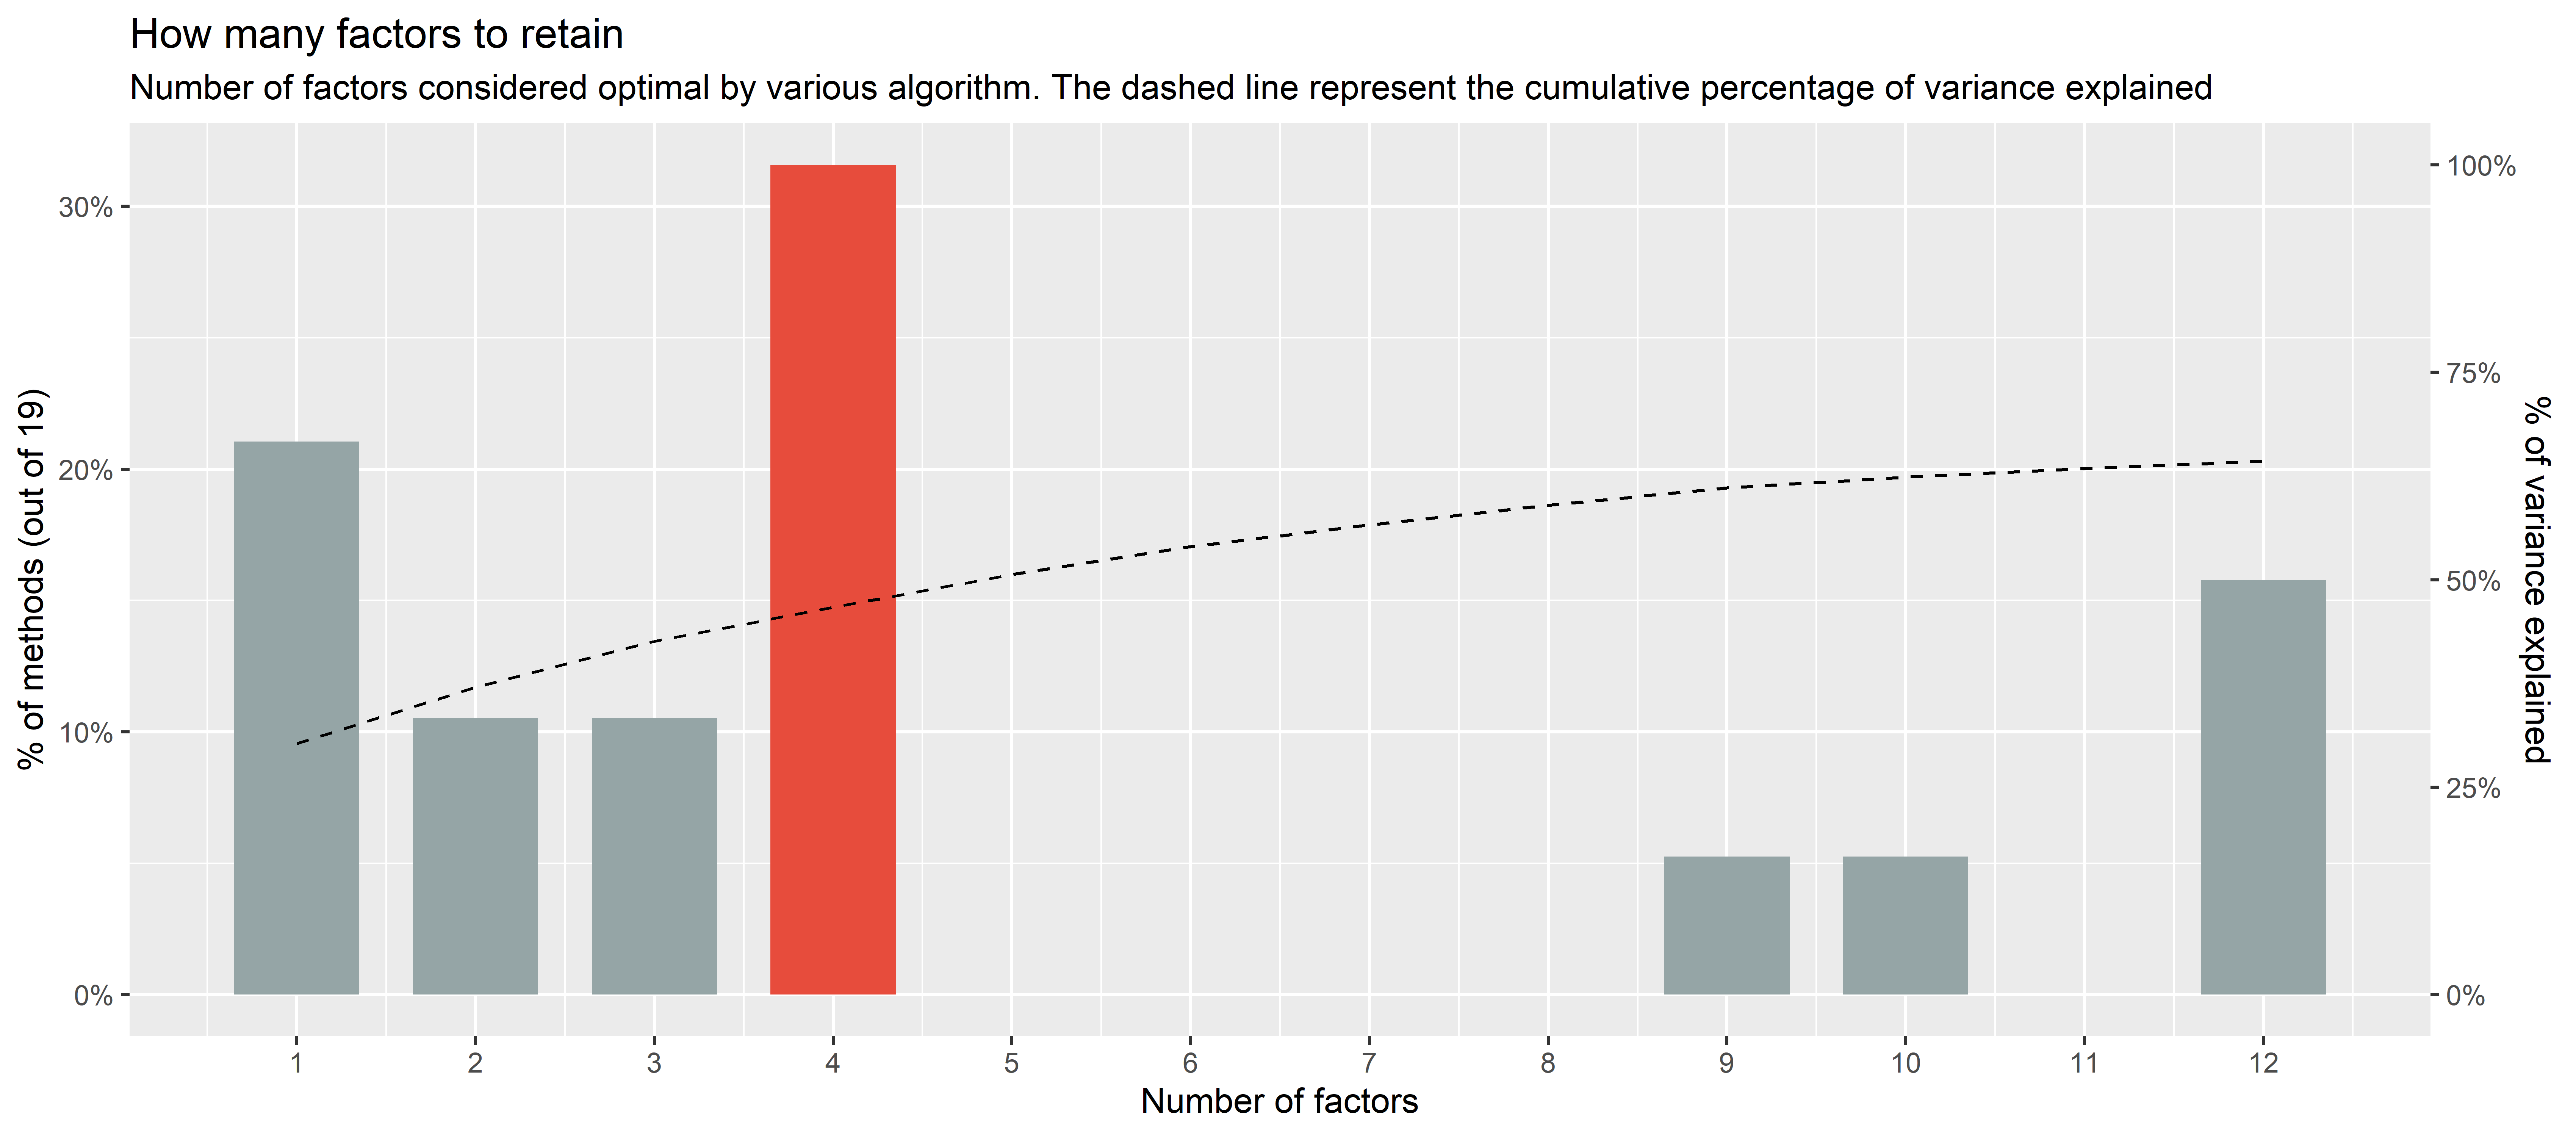 How many factors to retain
Number of factors considered optimal by various algorithm. The dashed line represent the cumulative percentage of variance explained
% of methods (out of 19)
30%
20%
10%
0%
100%
75%
50%
25%
0%
% of variance explained
1 2 3 4 5 6 7 8 9 10 11 12
Number of factors